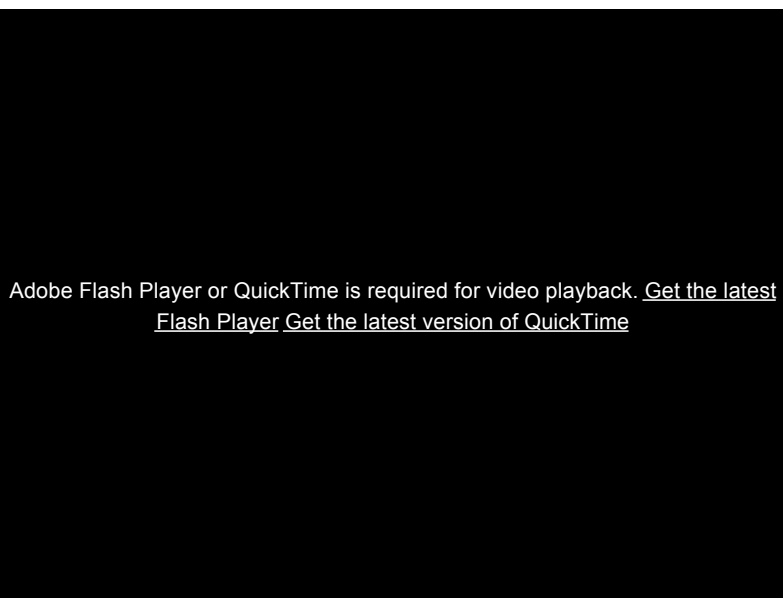 Adobe Flash Player or QuickTime is required for video playback. Get the latest
Flash Player Get the latest version of QuickTime